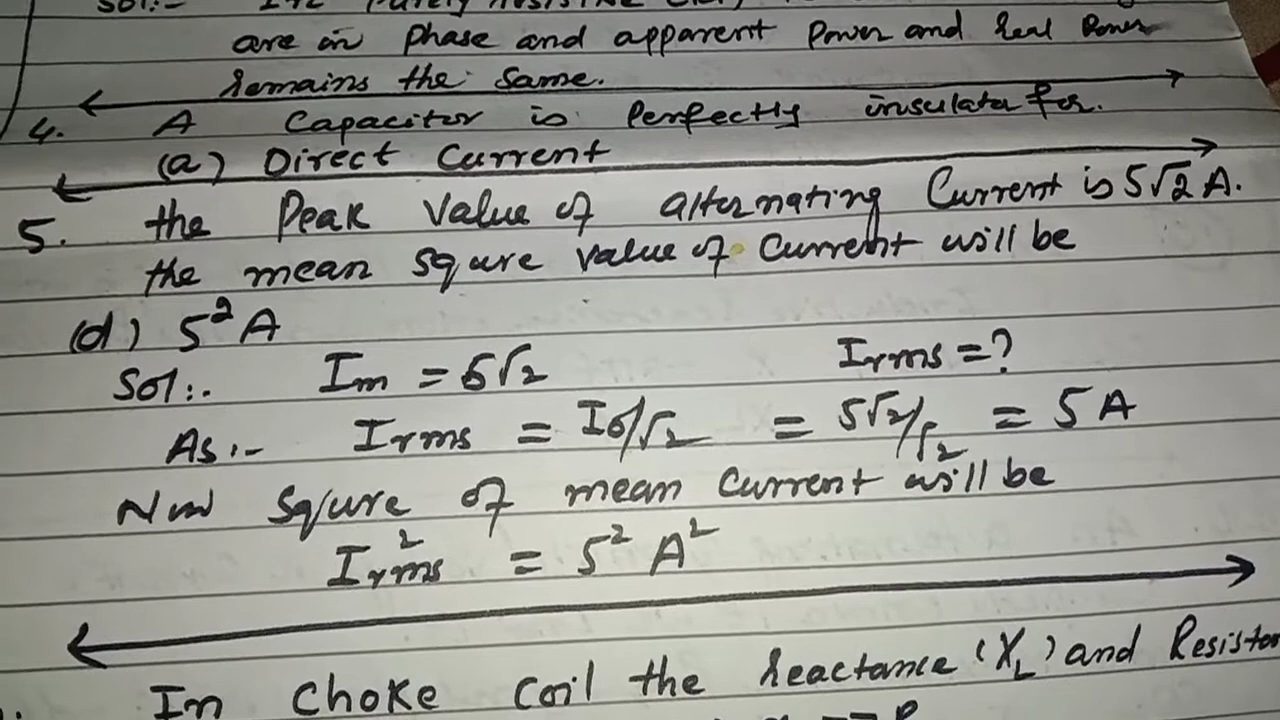 Sol:-
are in phase and apparent power and real power
remains the same.
4. A capacitor is perfectly insulator for.
(a) Direct Current
5. the Peak value of alternating Current is 5√2 A.
the mean square value of current will be
(d) 5² A
Sol:. Im = 5√2 Irms = ?
As:- Irms = I0/√2 = 5√2/√2 = 5 A
Now square of mean current will be
I²rms = 5² A²
In choke coil the reactance (XL) and Resistan